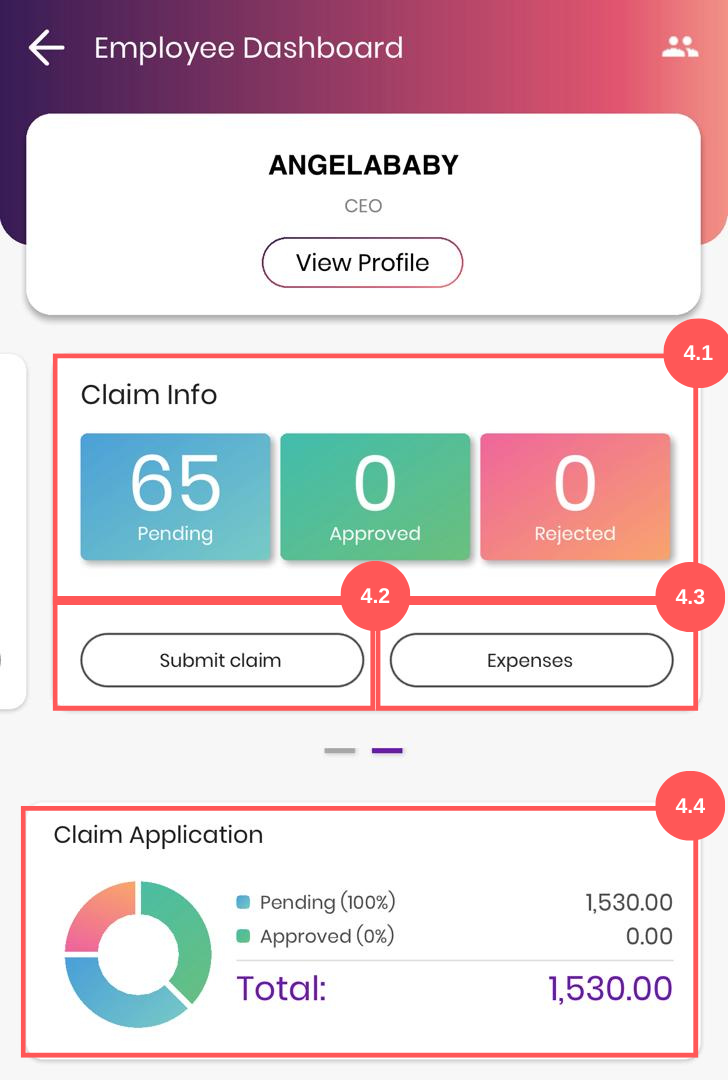 Employee Dashboard
ANGELABABY
CEO
View Profile
4.1
Claim Info
65
Pending
0
Approved
0
Rejected
4.2
4.3
Submit claim
Expenses
4.4
Claim Application
Pending (100%) 1,530.00
Approved (0%) 0.00
Total: 1,530.00